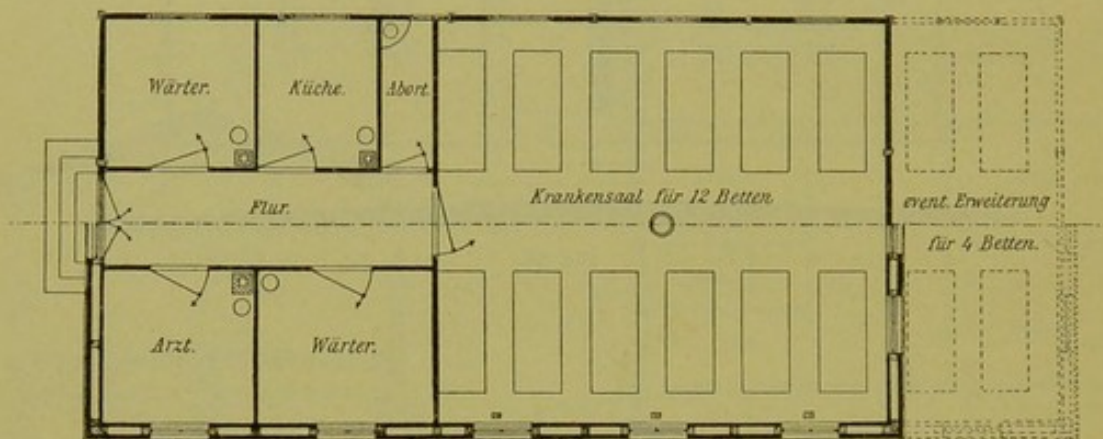 Wärter.
Küche.
Abort.
Krankensaal für 12 Betten
event. Erweiterung
für 4 Betten.
Flur.
Arzt.
Wärter.